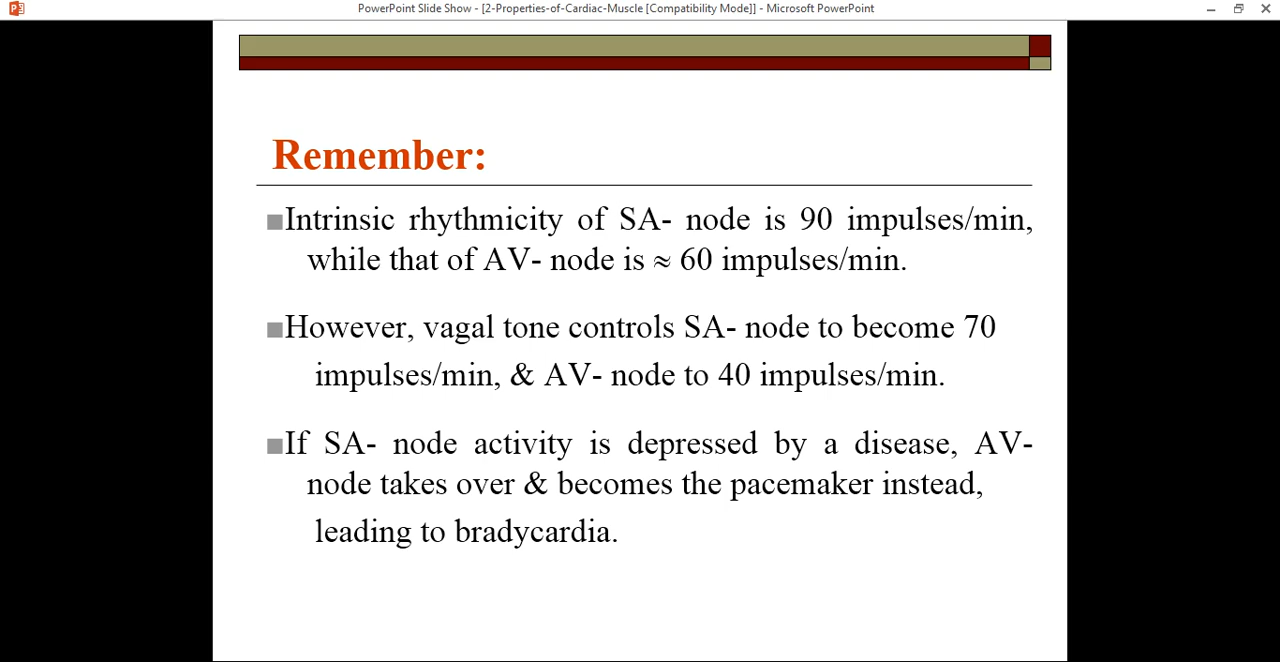 PowerPoint Slide Show - [2-Properties-of-Cardiac-Muscle [Compatibility Mode]] - Microsoft PowerPoint
Remember:
Intrinsic rhythmicity of SA- node is 90 impulses/min,
while that of AV- node is ≈ 60 impulses/min.
However, vagal tone controls SA- node to become 70
impulses/min, & AV- node to 40 impulses/min.
If SA- node activity is depressed by a disease, AV-
node takes over & becomes the pacemaker instead,
leading to bradycardia.